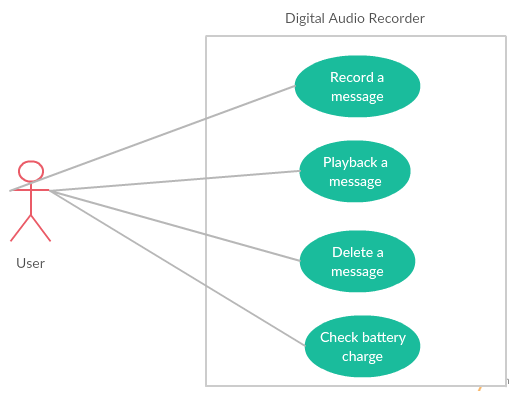 Digital Audio Recorder
Record a
message
Playback a
message
Delete a
message
User
Check battery
charge